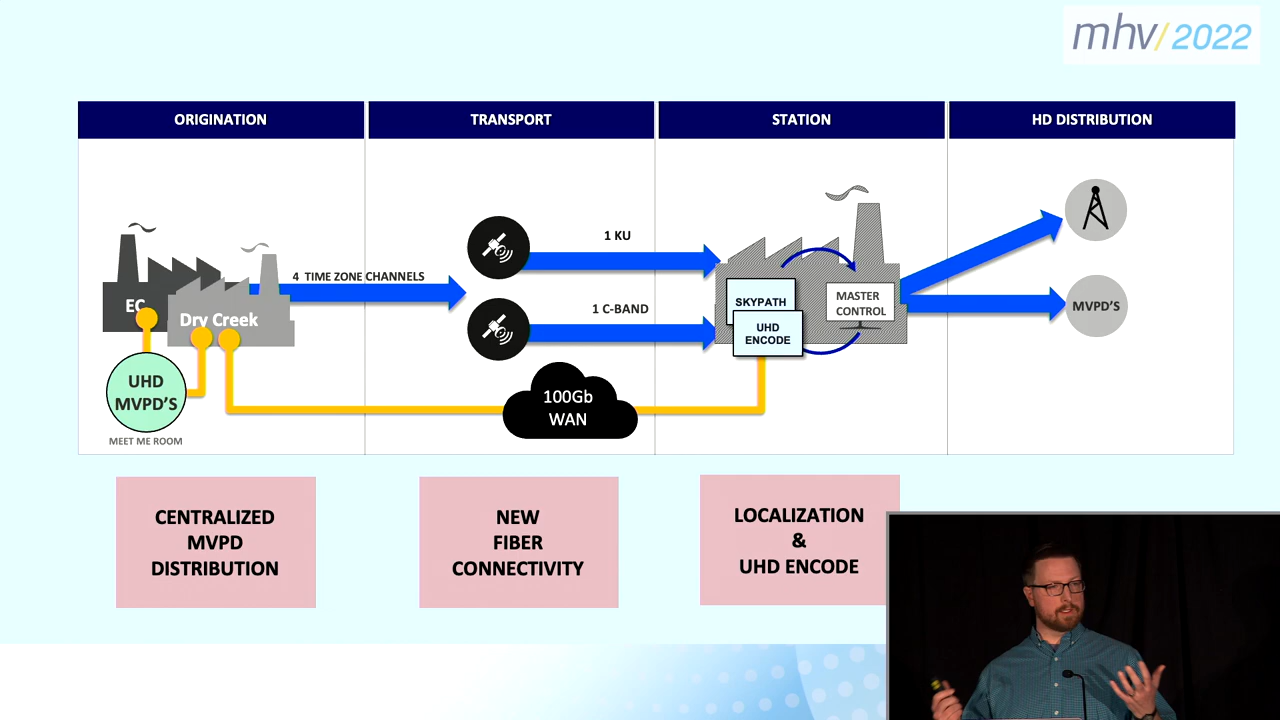 mhv/2022
ORIGINATION
TRANSPORT
STATION
HD DISTRIBUTION
EC
Dry Creek
4 TIME ZONE CHANNELS
1 KU
1 C-BAND
SKYPATH
UHD
ENCODE
MASTER
CONTROL
MVPD'S
UHD
MVPD'S
MEET ME ROOM
100Gb
WAN
CENTRALIZED
MVPD
DISTRIBUTION
NEW
FIBER
CONNECTIVITY
LOCALIZATION
&
UHD ENCODE